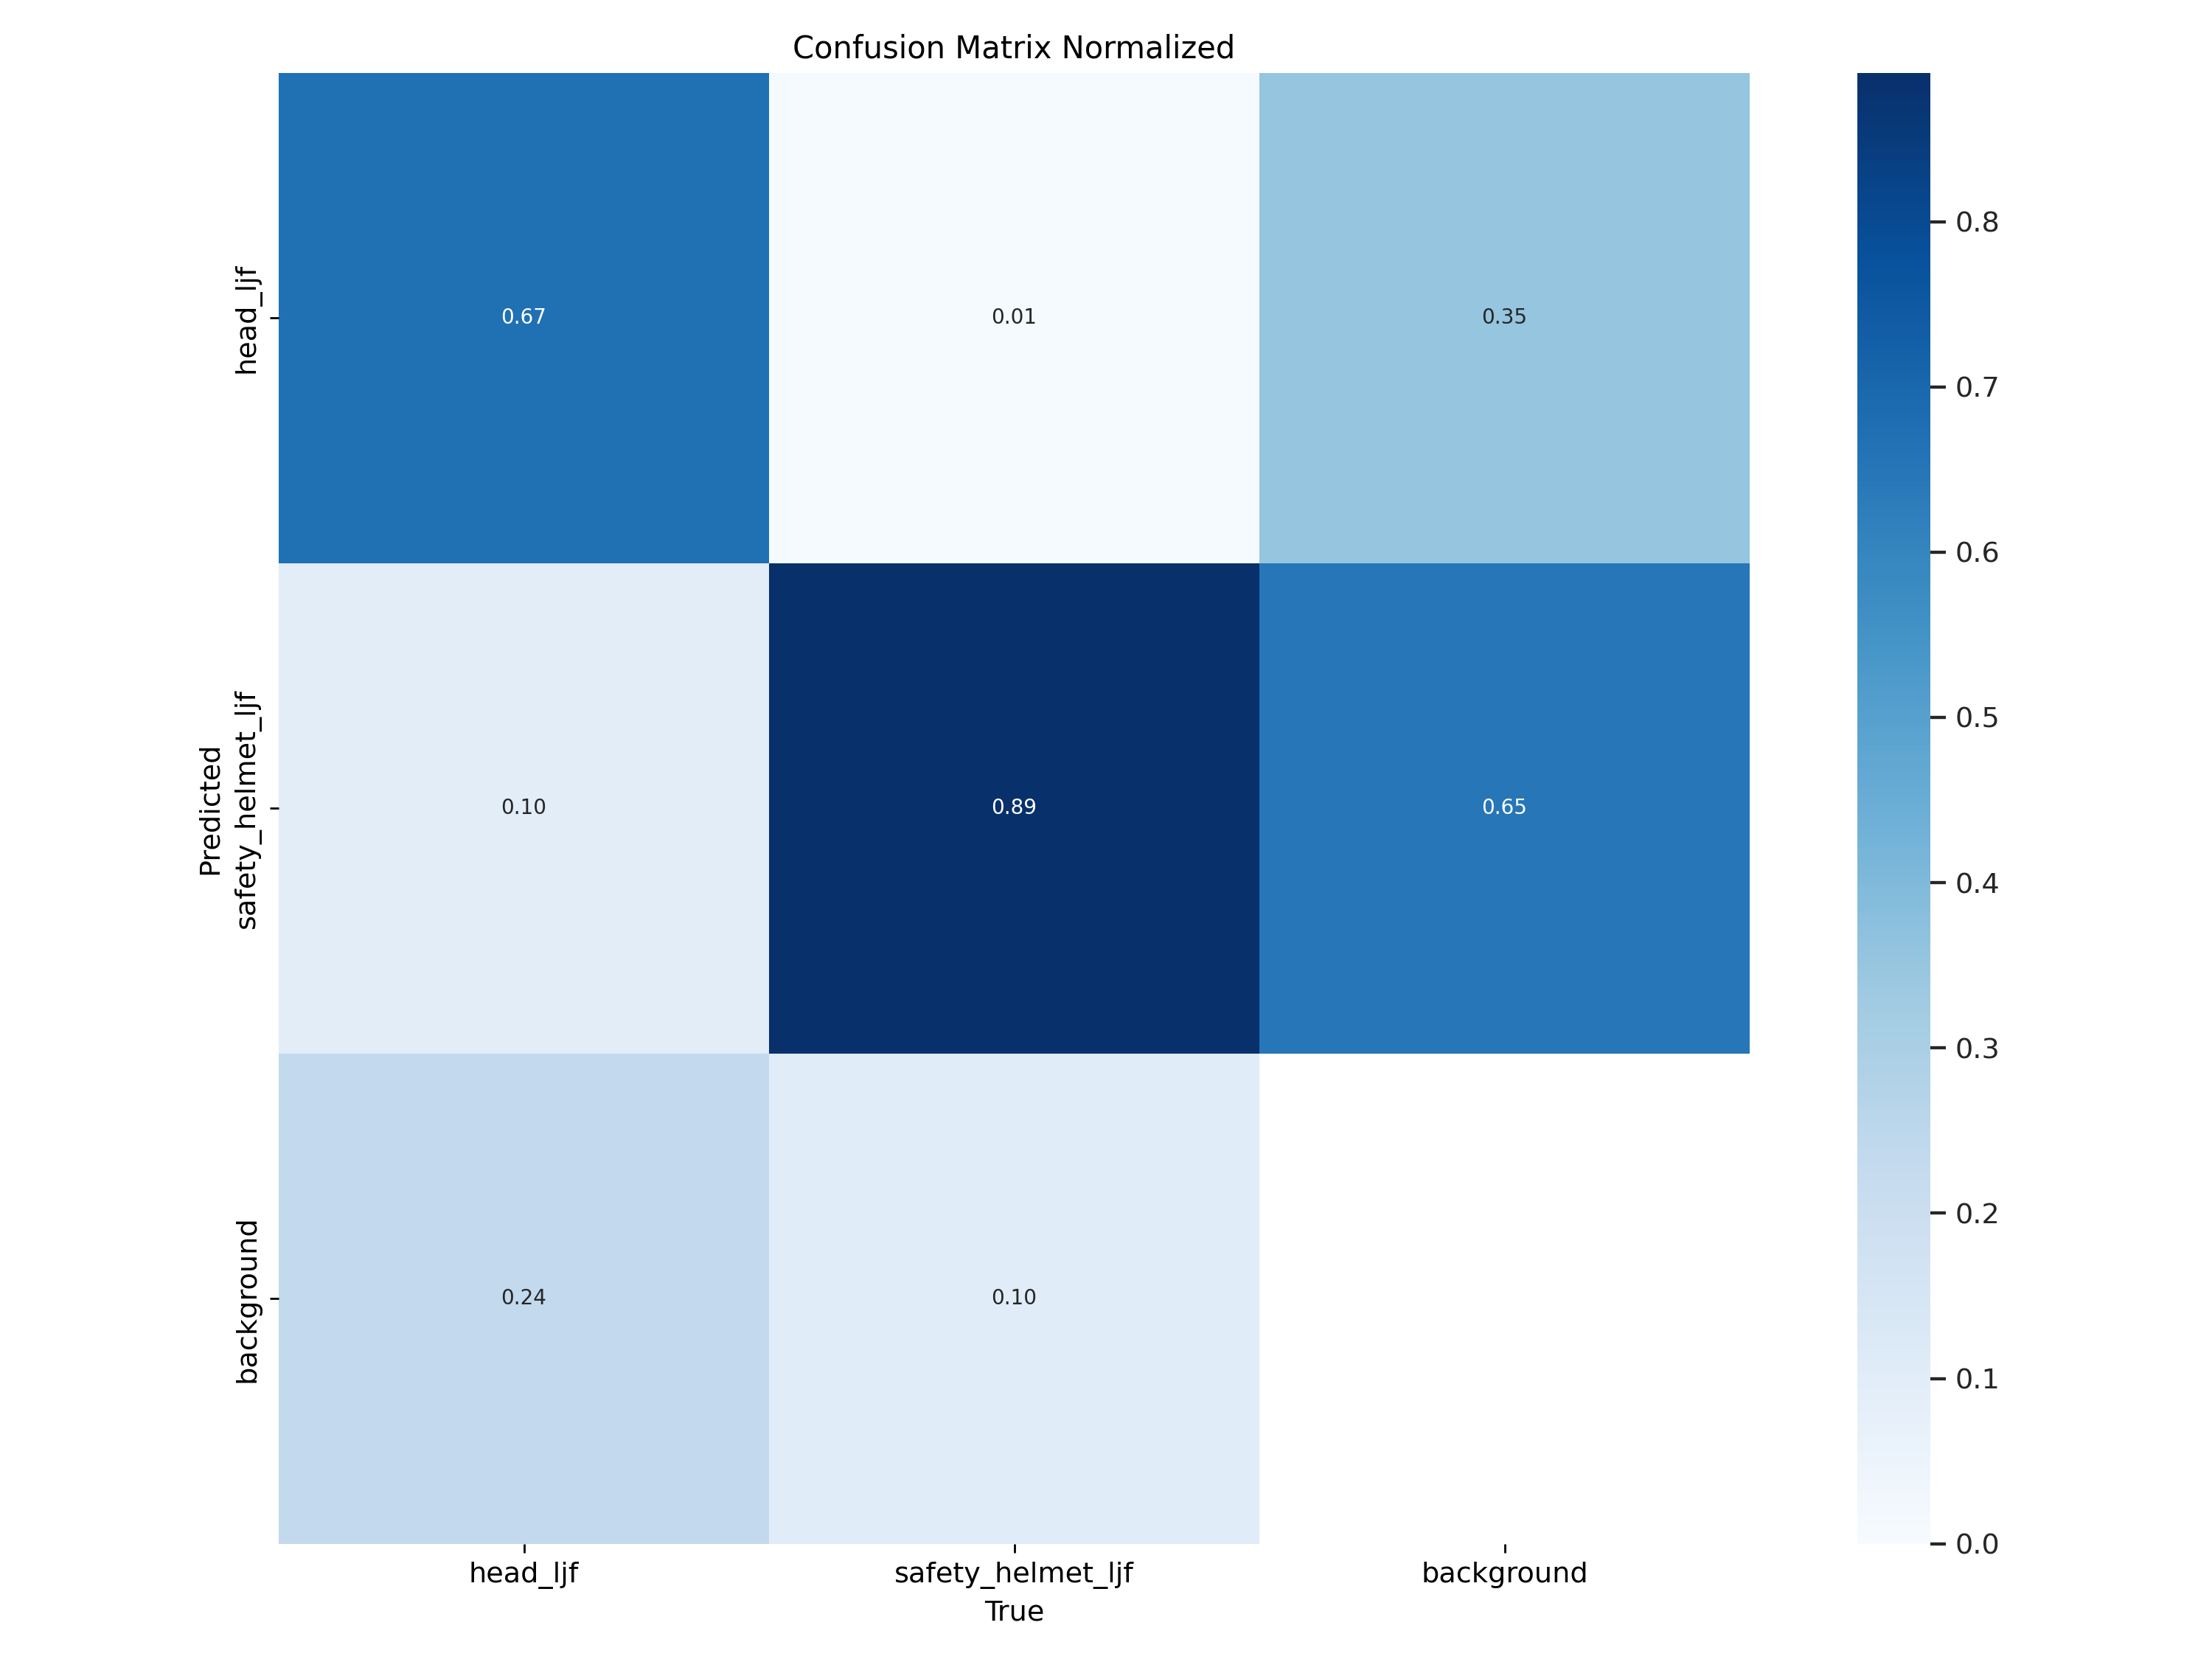 Confusion Matrix Normalized
head_ljf
0.67
0.01
0.35
Predicted
safety_helmet_ljf
0.10
0.89
0.65
background
0.24
0.10
head_ljf
safety_helmet_ljf
background
True
0.8
0.7
0.6
0.5
0.4
0.3
0.2
0.1
0.0